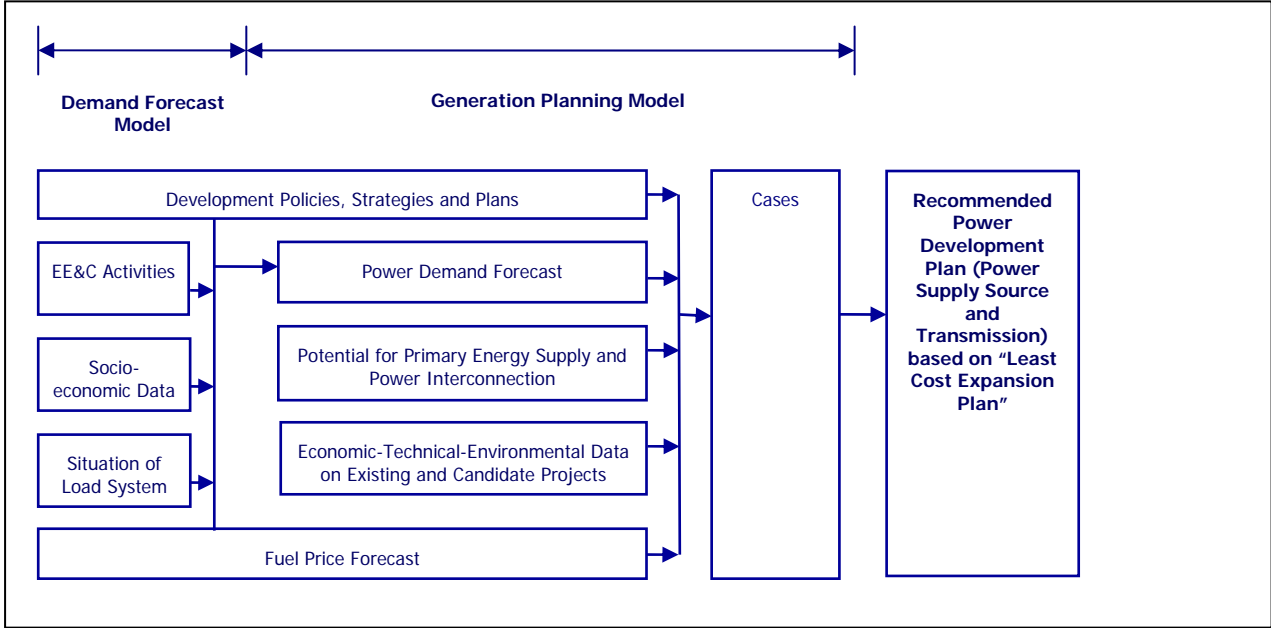 Demand Forecast
Model
Generation Planning Model
Development Policies, Strategies and Plans
EE&C Activities
Power Demand Forecast
Socio-
economic Data
Potential for Primary Energy Supply and
Power Interconnection
Situation of
Load System
Economic-Technical-Environmental Data
on Existing and Candidate Projects
Fuel Price Forecast
Cases
Recommended
Power
Development
Plan (Power
Supply Source
and
Transmission)
based on “Least
Cost Expansion
Plan”